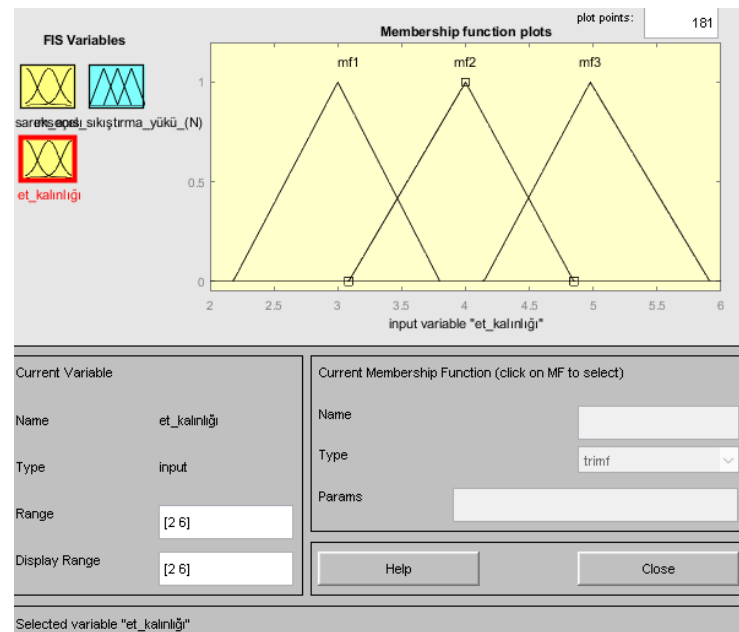 plot points: 181
FIS Variables
Membership function plots
mf1 mf2 mf3
1
0.5
0
sıkıştırma_yükü_(N)
et_kalınlığı
2 2.5 3 3.5 4 4.5 5 5.5 6
input variable "et_kalınlığı"
Current Variable
Name et_kalınlığı
Type input
Range [2 6]
Display Range [2 6]
Current Membership Function (click on MF to select)
Name
Type trimf
Params
Help Close
Selected variable "et_kalınlığı"